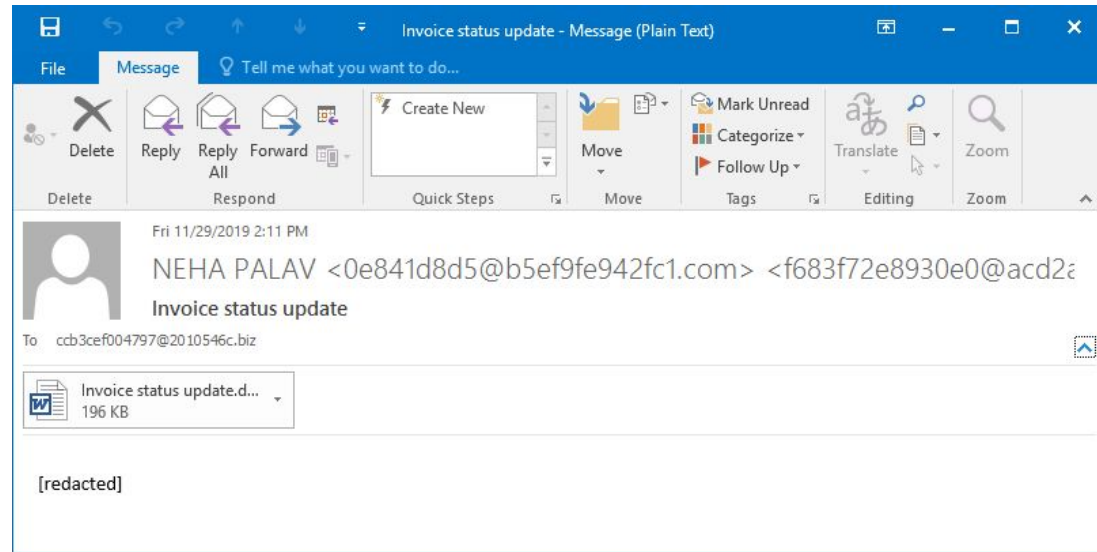 Invoice status update - Message (Plain Text)
File Message Tell me what you want to do...
Delete
Reply Reply All Forward
Create New
Move
Mark Unread
Categorize
Follow Up
Translate
Zoom
Delete Respond Quick Steps Move Tags Editing Zoom
Fri 11/29/2019 2:11 PM
NEHA PALAV <0e841d8d5@b5ef9fe942fc1.com> <f683f72e8930e0@acd2a
Invoice status update
To ccb3cef004797@2010546c.biz
Invoice status update.d...
196 KB
[redacted]